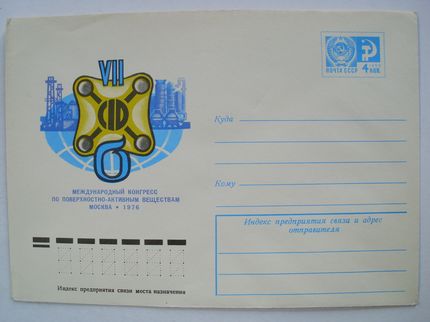 VII
CID
б
МЕЖДУНАРОДНЫЙ КОНГРЕСС
ПО ПОВЕРХНОСТНО-АКТИВНЫМ ВЕЩЕСТВАМ
МОСКВА • 1976
ПОЧТА СССР 4 КОП.
Куда
Кому
Индекс предприятия связи и адрес
отправителя
Индекс предприятия связи места назначения